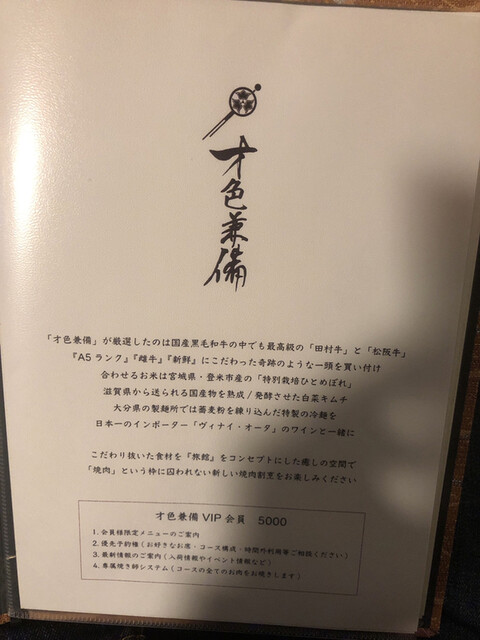 才色兼備
「才色兼備」が厳選したのは国産黒毛和牛の中でも最高級の「田村牛」と「松阪牛」
『A5ランク』『雌牛』『新鮮』にこだわった奇跡のような一頭を買い付け
合わせるお米は宮城県・登米市産の「特別栽培ひとめぼれ」
滋賀県から送られる国産物を熟成/発酵させた白菜キムチ
大分県の製麺所では蕎麦粉を練り込んだ特製の冷麺を
日本一のインポーター「ヴィナイ・オータ」のワインと一緒に
こだわり抜いた食材を『旅館』をコンセプトにした癒しの空間で
「焼肉」という枠に囚われない新しい焼肉割烹をお楽しみください
才色兼備 VIP 会員 5000
1. 会員様限定メニューのご案内
2. 優先予約権（お好きなお席・コース構成・時間外利用等ご相談ください）
3. 最新情報のご案内（入荷情報やイベント情報など）
4. 専属焼き師システム（コースの全てのお肉をお焼きします）